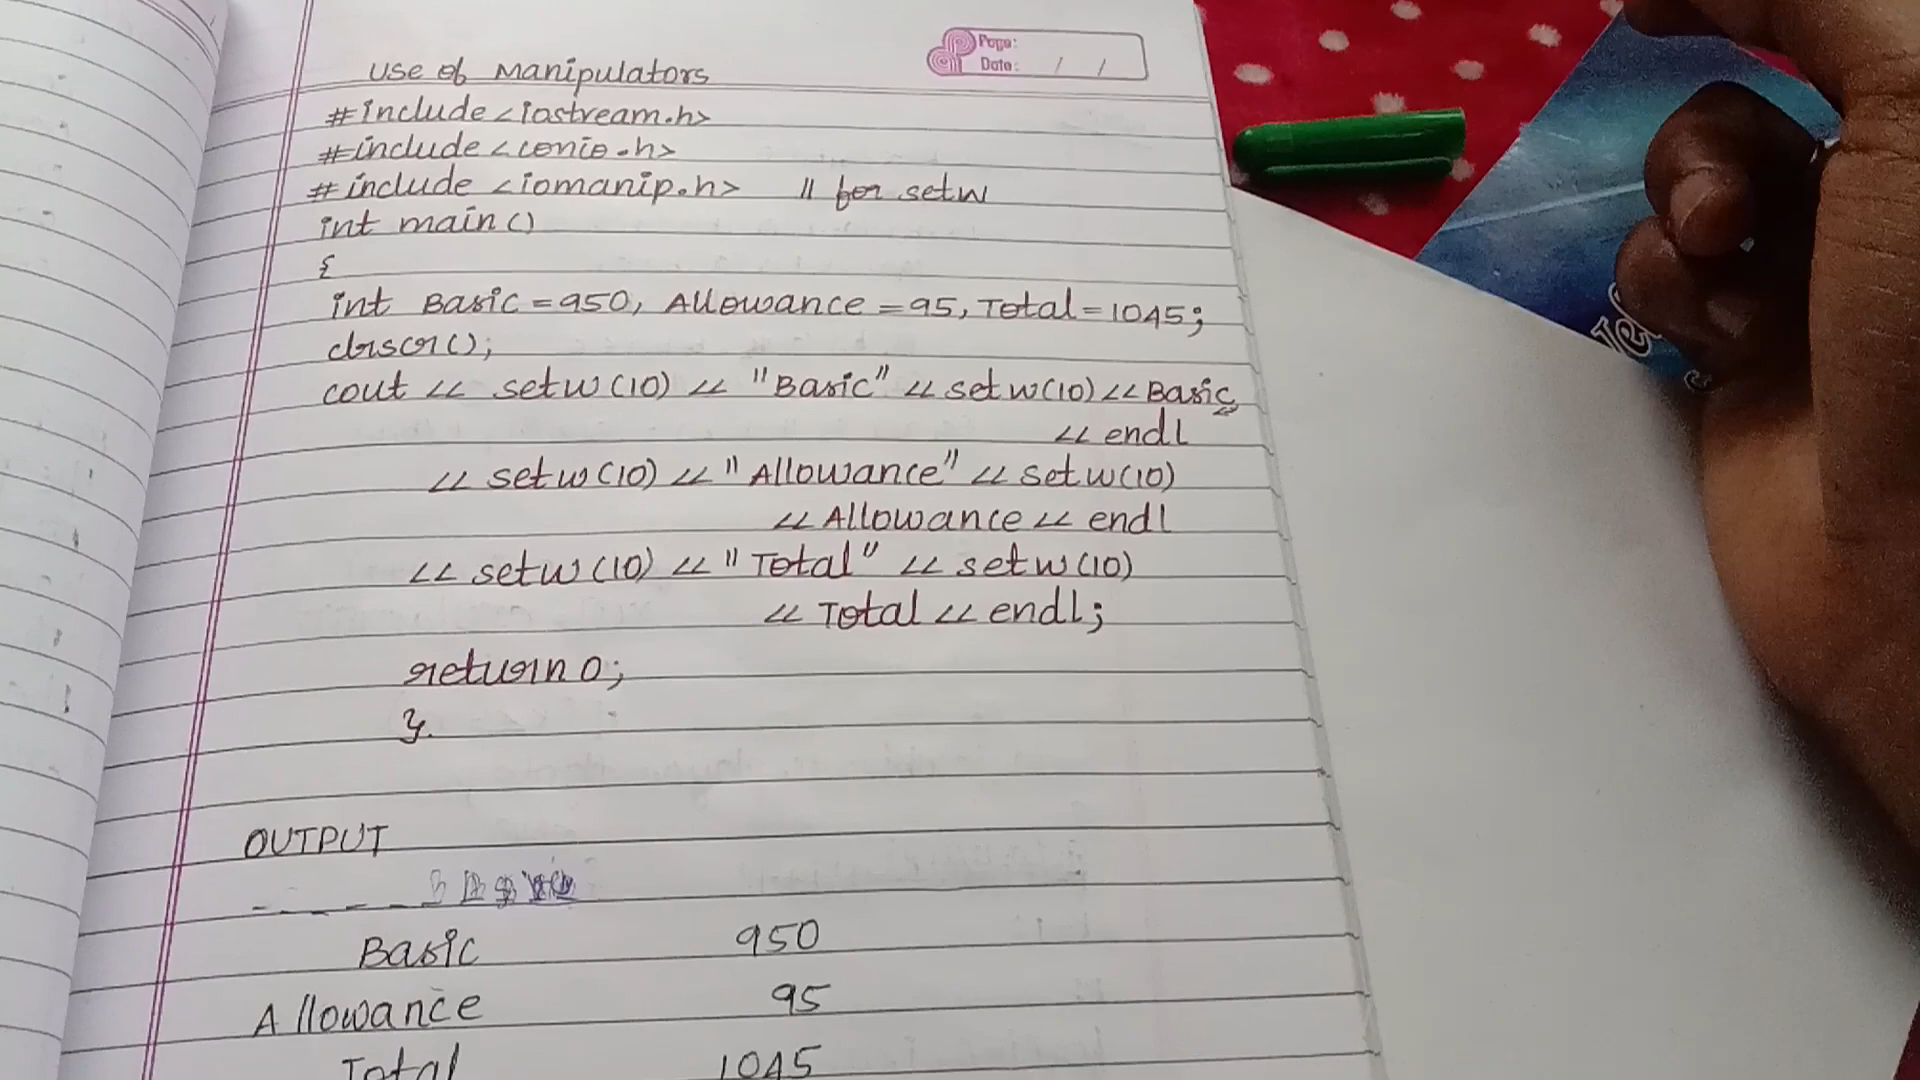 Page:
Date: / /
Use of Manipulators
#include <iostream.h>
#include <conio.h>
#include <iomanip.h> // for setw
int main()
{
int Basic = 950, Allowance = 95, Total = 1045;
clrscr();
cout << setw(10) << "Basic" << setw(10) << Basic
<< endl
<< setw(10) << "Allowance" << setw(10)
<< Allowance << endl
<< setw(10) << "Total" << setw(10)
<< Total << endl;
return 0;
}.
OUTPUT
Basic 950
Allowance 95
Total 1045